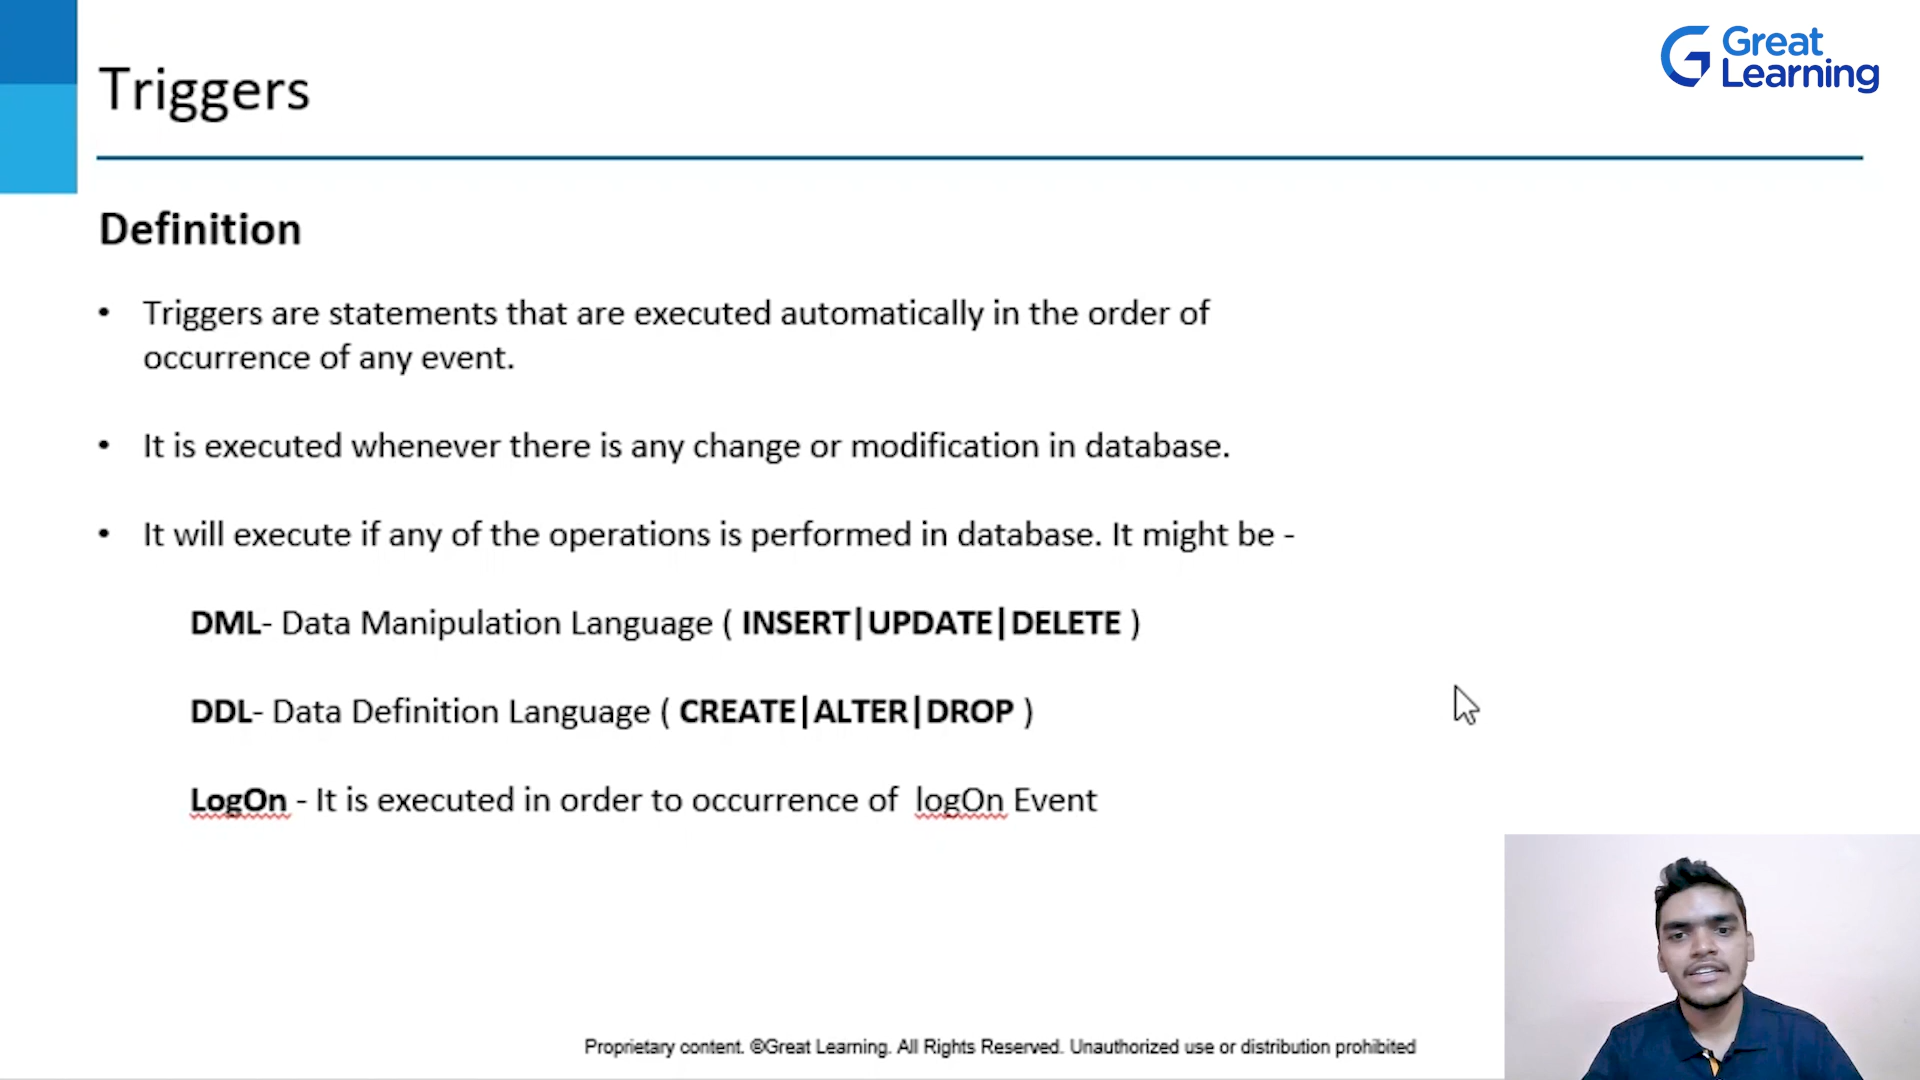 Great
Learning
Triggers
Definition
• Triggers are statements that are executed automatically in the order of
occurrence of any event.
• It is executed whenever there is any change or modification in database.
• It will execute if any of the operations is performed in database. It might be -
DML- Data Manipulation Language ( INSERT|UPDATE|DELETE )
DDL- Data Definition Language ( CREATE|ALTER|DROP )
LogOn - It is executed in order to occurrence of logOn Event
Proprietary content. ©Great Learning. All Rights Reserved. Unauthorized use or distribution prohibited